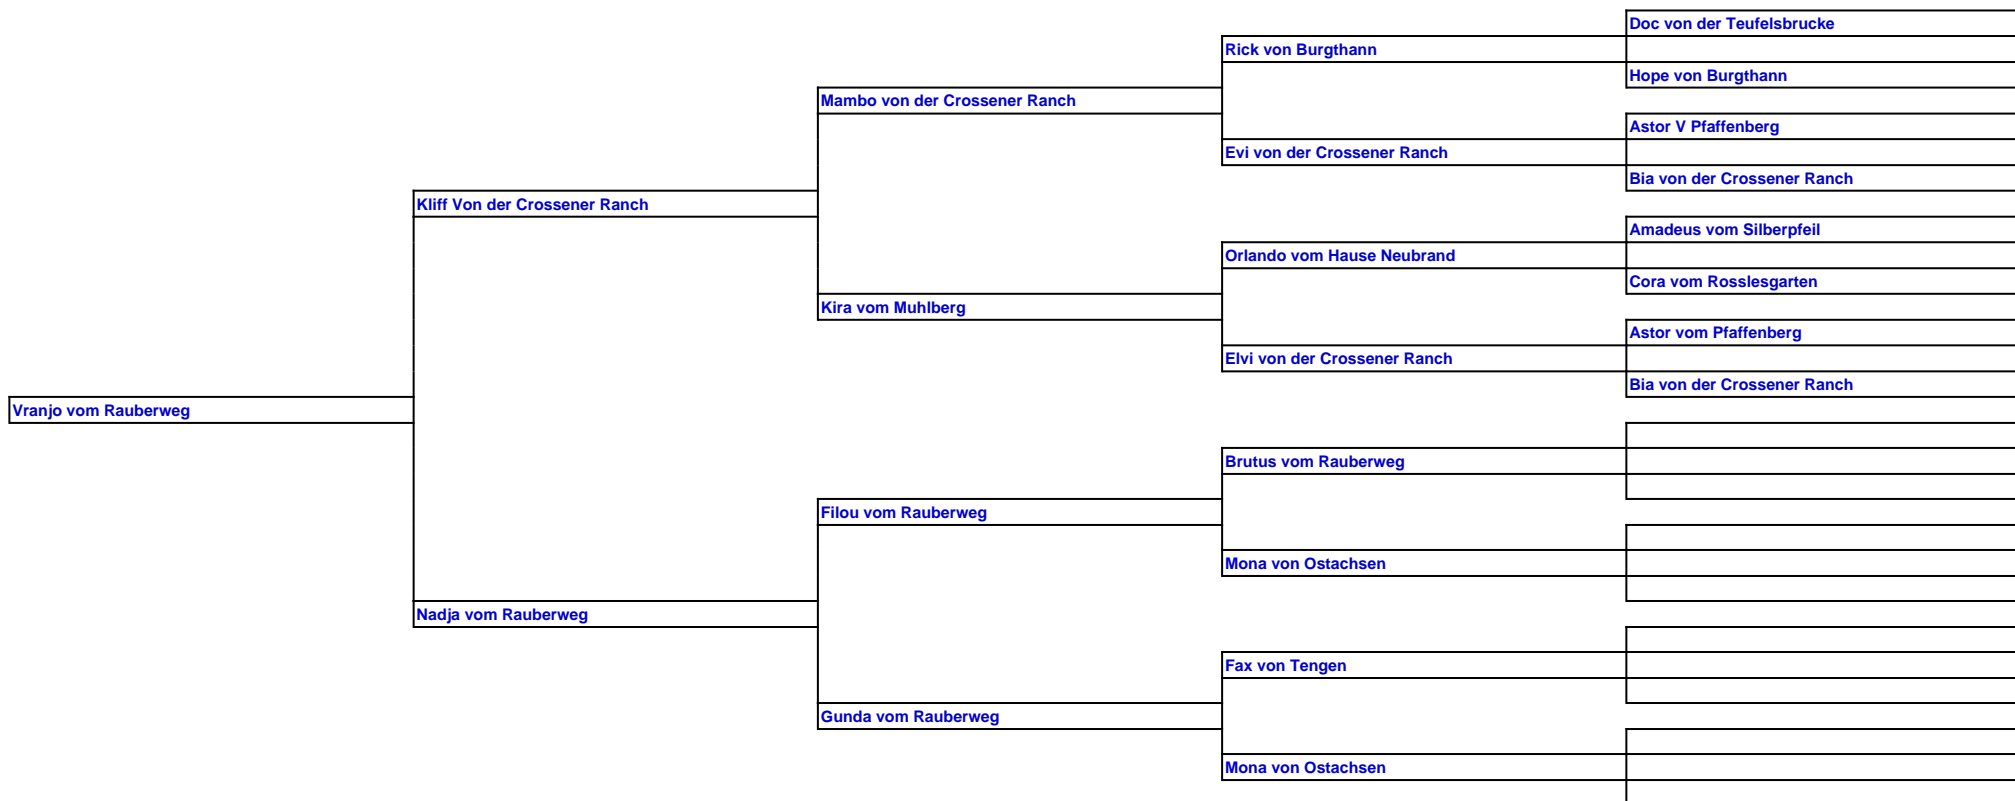 Doc von der Teufelsbrucke
Rick von Burgthann
Hope von Burgthann
Mambo von der Crossener Ranch
Astor V Pfaffenberg
Evi von der Crossener Ranch
Bia von der Crossener Ranch
Kliff Von der Crossener Ranch
Amadeus vom Silberpfeil
Orlando vom Hause Neubrand
Cora vom Rosslesgarten
Kira vom Muhlberg
Astor vom Pfaffenberg
Elvi von der Crossener Ranch
Bia von der Crossener Ranch
Vranjo vom Rauberweg
Brutus vom Rauberweg
Filou vom Rauberweg
Mona von Ostachsen
Nadja vom Rauberweg
Fax von Tengen
Gunda vom Rauberweg
Mona von Ostachsen